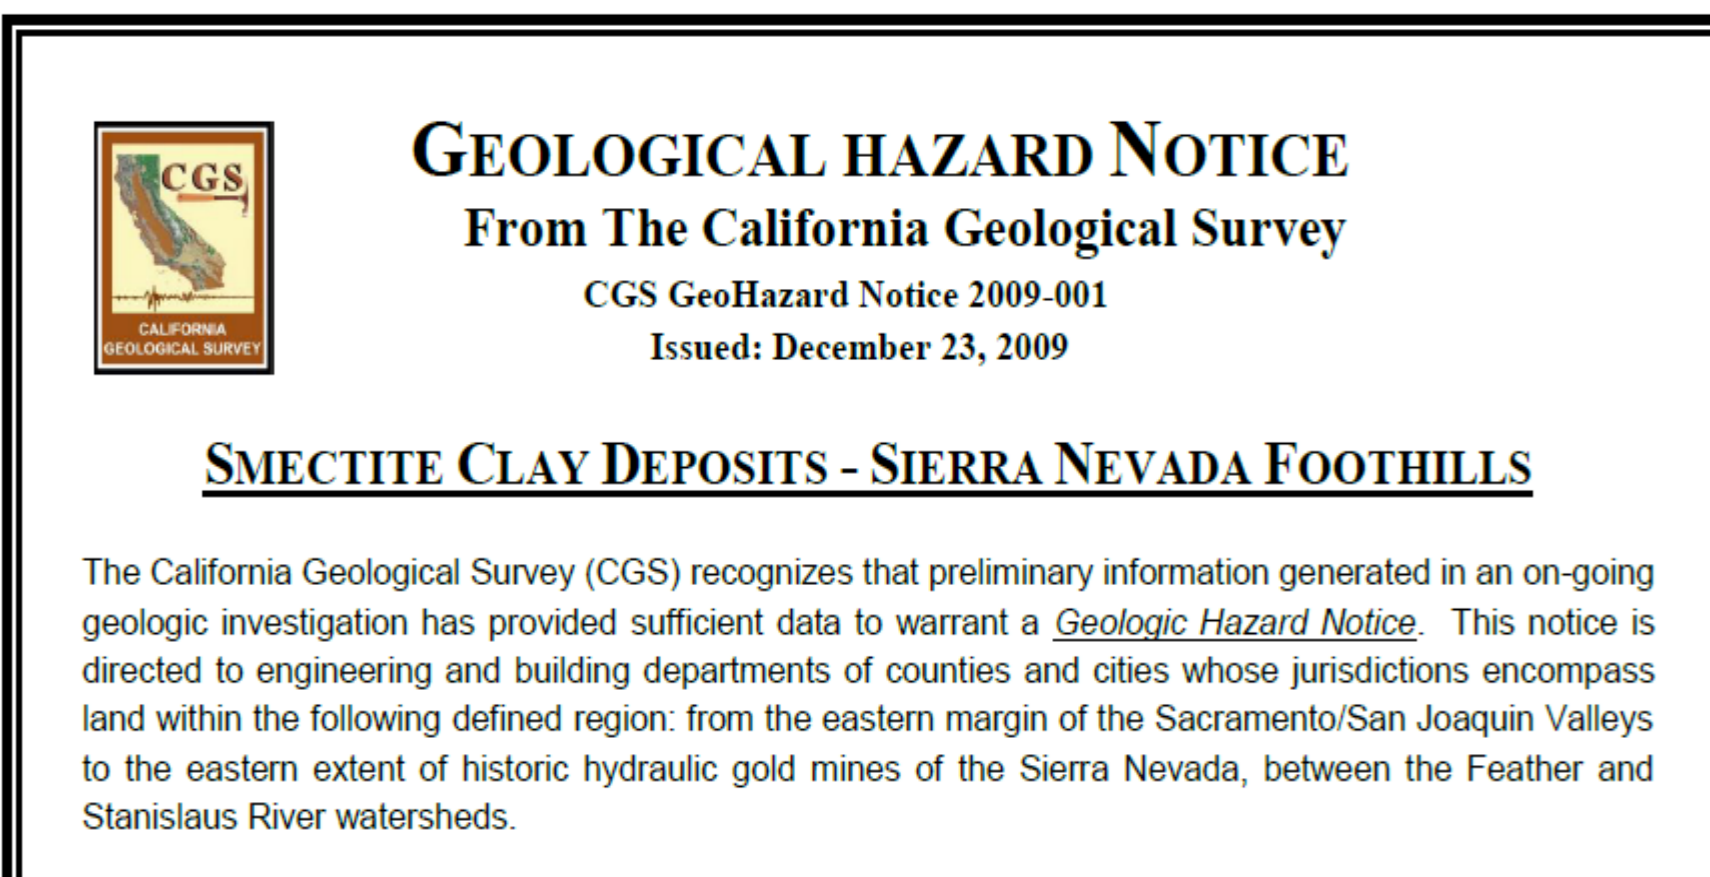 CGS
CALIFORNIA
GEOLOGICAL SURVEY
GEOLOGICAL HAZARD NOTICE
From The California Geological Survey
CGS GeoHazard Notice 2009-001
Issued: December 23, 2009
SMECTITE CLAY DEPOSITS - SIERRA NEVADA FOOTHILLS
The California Geological Survey (CGS) recognizes that preliminary information generated in an on-going
geologic investigation has provided sufficient data to warrant a Geologic Hazard Notice. This notice is
directed to engineering and building departments of counties and cities whose jurisdictions encompass
land within the following defined region: from the eastern margin of the Sacramento/San Joaquin Valleys
to the eastern extent of historic hydraulic gold mines of the Sierra Nevada, between the Feather and
Stanislaus River watersheds.